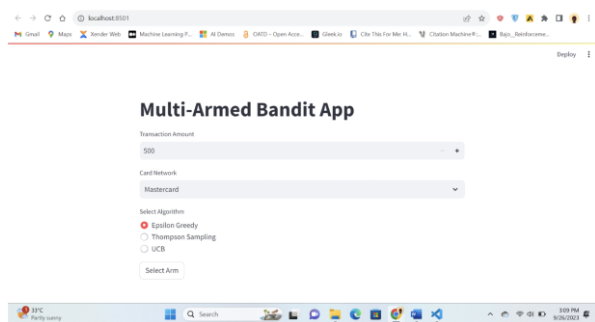 localhost:8501
Gmail Maps Xender Web Machine Learning F... AI Demos OATD – Open Acce... Gleek.io Cite This For Me: H... Citation Machine®:... Bajo_Reinforceme...
Deploy
Multi-Armed Bandit App
Transaction Amount
500
Card Network
Mastercard
Select Algorithm
Epsilon Greedy
Thompson Sampling
UCB
Select Arm
33°C
Partly sunny
Search
3:09 PM
9/26/2023